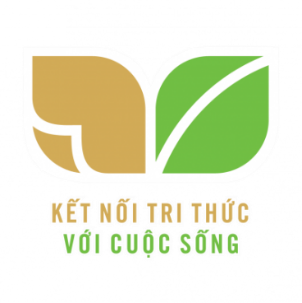 KẾT NỐI TRI THỨC
VỚI CUỘC SỐNG